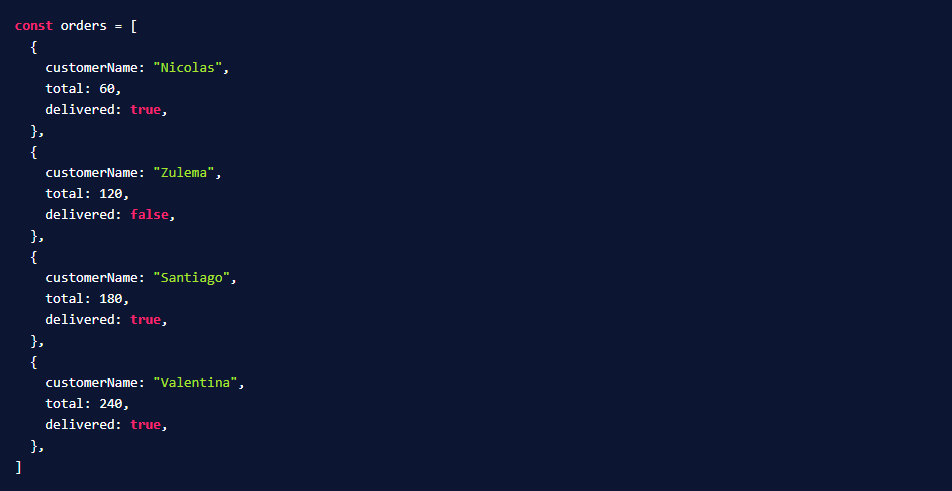 const orders = [
  {
    customerName: "Nicolas",
    total: 60,
    delivered: true,
  },
  {
    customerName: "Zulema",
    total: 120,
    delivered: false,
  },
  {
    customerName: "Santiago",
    total: 180,
    delivered: true,
  },
  {
    customerName: "Valentina",
    total: 240,
    delivered: true,
  },
]